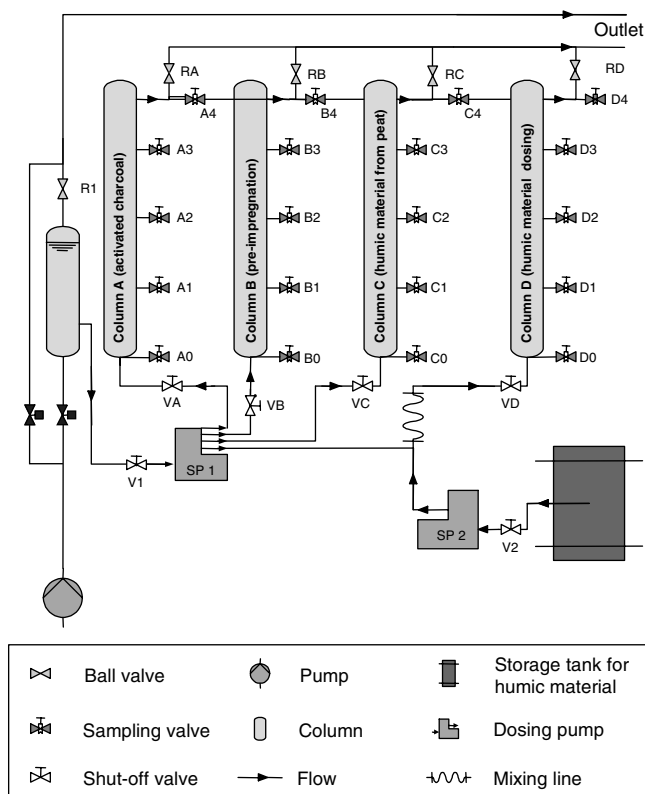 Outlet
RA
RB
RC
RD
A4
B4
C4
D4
A3
B3
C3
D3
R1
A2
B2
C2
D2
A1
B1
C1
D1
A0
B0
C0
D0
Column A (activated charcoal)
Column B (pre-impregnation)
Column C (humic material from peat)
Column D (humic material dosing)
VA
VB
VC
VD
V1
SP 1
SP 2
V2
Ball valve
Pump
Storage tank for
humic material
Sampling valve
Column
Dosing pump
Shut-off valve
Flow
Mixing line